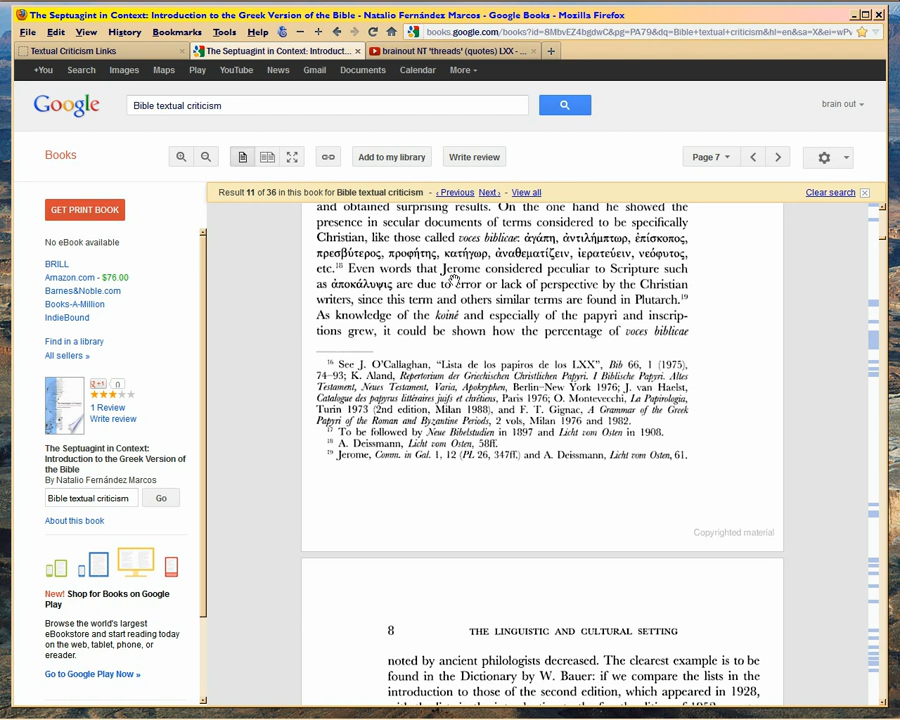 The Septuagint in Context: Introduction to the Greek Version of the Bible - Natalio Fernández Marcos - Google Books - Mozilla Firefox
File Edit View History Bookmarks Tools Help books.google.com/books?id=8MbvEZ4bgdwC&pg=PA79&dq=Bible+textual+criticism&hl=en&sa=X&ei=wPv
Textual Criticism Links × The Septuagint in Context: Introduct... × brainout NT 'threads' (quotes) LXX - ... ×
+You Search Images Maps Play YouTube News Gmail Documents Calendar More
Google Bible textual criticism brain out
Books Add to my library Write review Page 7
Result 11 of 36 in this book for Bible textual criticism - ‹ Previous Next › - View all Clear search
GET PRINT BOOK
No eBook available
BRILL
Amazon.com - $76.00
Barnes&Noble.com
Books-A-Million
IndieBound
Find in a library
All sellers »
+1 0
1 Review
Write review
The Septuagint in Context:
Introduction to the Greek Version of
the Bible
By Natalio Fernández Marcos
Bible textual criticism Go
About this book
New! Shop for Books on Google
Play
Browse the world's largest
eBookstore and start reading today
on the web, tablet, phone, or
ereader.
Go to Google Play Now »
and obtained surprising results. On the one hand he showed the
presence in secular documents of terms considered to be specifically
Christian, like those called voces biblicae: ἀγάπη, ἀντιλήμπτωρ, ἐπίσκοπος,
πρεσβύτερος, προφήτης, κατήγωρ, ἀναθεματίζειν, ἱερατεύειν, νεόφυτος,
etc.18 Even words that Jerome considered peculiar to Scripture such
as ἀποκάλυψις are due to error or lack of perspective by the Christian
writers, since this term and others similar terms are found in Plutarch.19
As knowledge of the koiné and especially of the papyri and inscrip-
tions grew, it could be shown how the percentage of voces biblicae
16 See J. O'Callaghan, “Lista de los papiros de los LXX”, Bib 66, 1 (1975),
74–93; K. Aland, Repertorium der Griechischen Christlichen Papyri. I Biblische Papyri. Altes
Testament, Neues Testament, Varia, Apokryphen, Berlin–New York 1976; J. van Haelst,
Catalogue des papyrus littéraires juifs et chrétiens, Paris 1976; O. Montevecchi, La Papirologia,
Turin 1973 (2nd edition, Milan 1988), and F. T. Gignac, A Grammar of the Greek
Papyri of the Roman and Byzantine Periods, 2 vols, Milan 1976 and 1982.
17 To be followed by Neue Bibelstudien in 1897 and Licht vom Osten in 1908.
18 A. Deissmann, Licht vom Osten, 58ff.
19 Jerome, Comm. in Gal. 1, 12 (PL 26, 347ff.) and A. Deissmann, Licht vom Osten, 61.
Copyrighted material
8 THE LINGUISTIC AND CULTURAL SETTING
noted by ancient philologists decreased. The clearest example is to be
found in the Dictionary by W. Bauer: if we compare the lists in the
introduction to those of the second edition, which appeared in 1928,